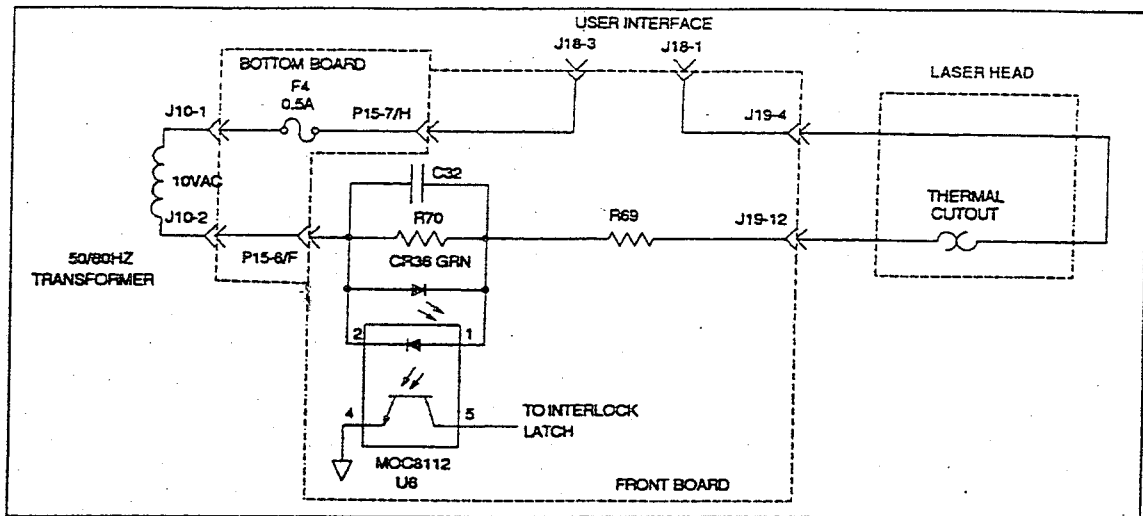 USER INTERFACE
J18-3
J18-1
BOTTOM BOARD
LASER HEAD
F4
0.5A
J10-1
P15-7/H
J19-4
C32
10VAC
THERMAL
CUTOUT
J10-2
R70
R69
J19-12
P15-6/F
CR36 GRN
50/60HZ
TRANSFORMER
2
1
4
5
TO INTERLOCK
LATCH
MOC8112
U6
FRONT BOARD